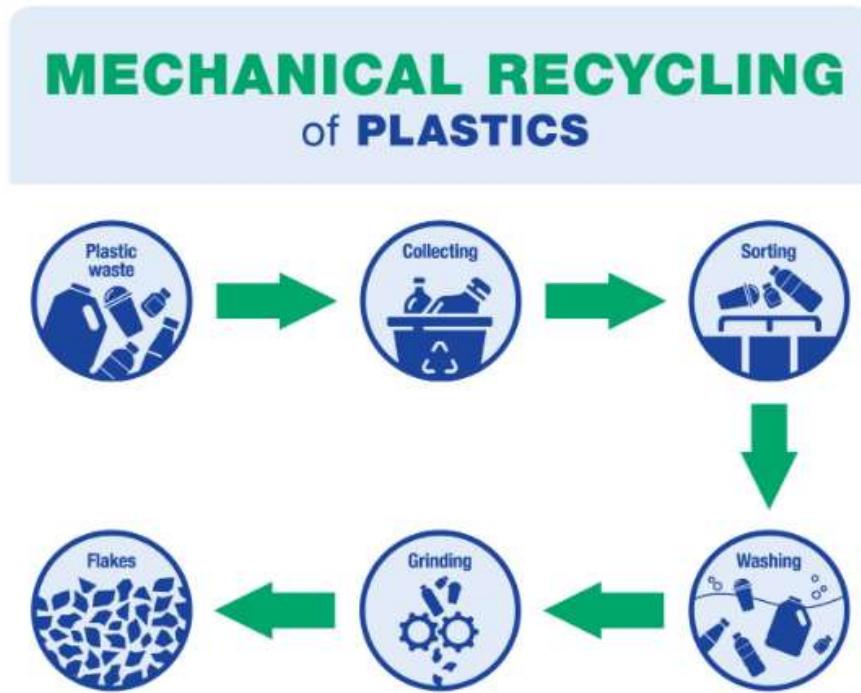 MECHANICAL RECYCLING
of PLASTICS
Plastic
waste
Collecting
Sorting
Washing
Grinding
Flakes